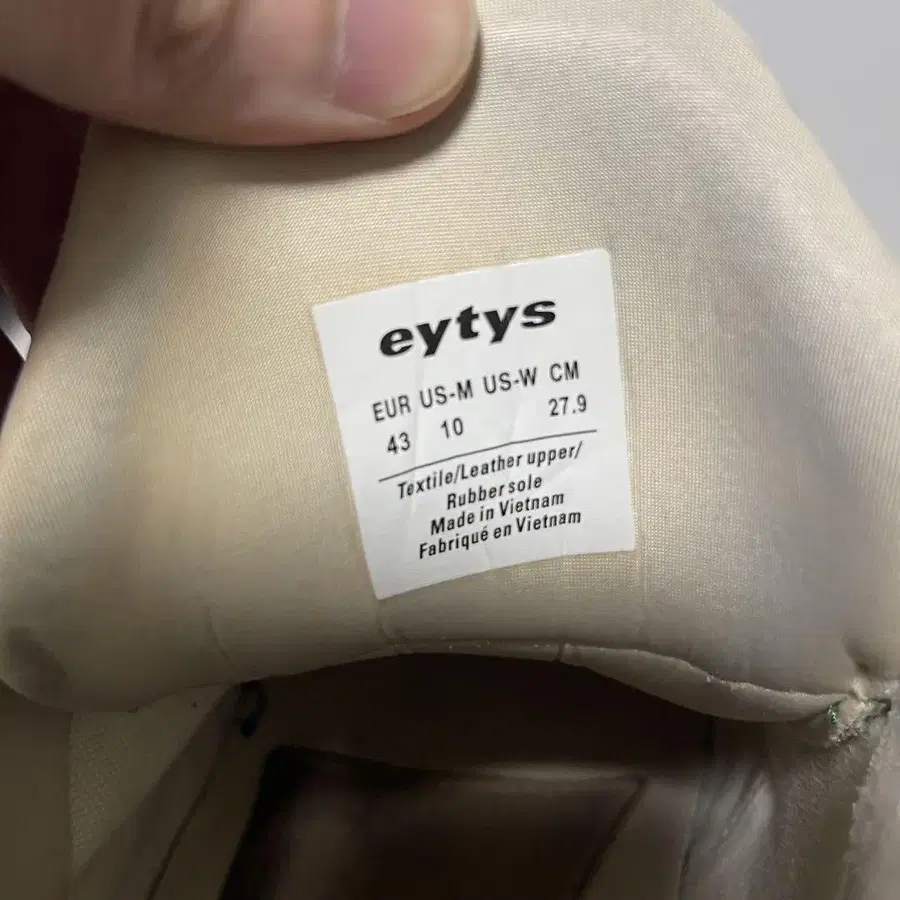 eytys
EUR US-M US-W CM
43 10 27.9
Textile/Leather upper/
Rubber sole
Made in Vietnam
Fabriqué en Vietnam